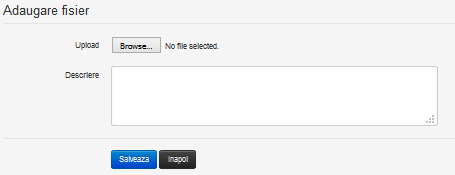 Adaugare fisier
Upload Browse... No file selected.
Descriere
Salveaza Inapoi